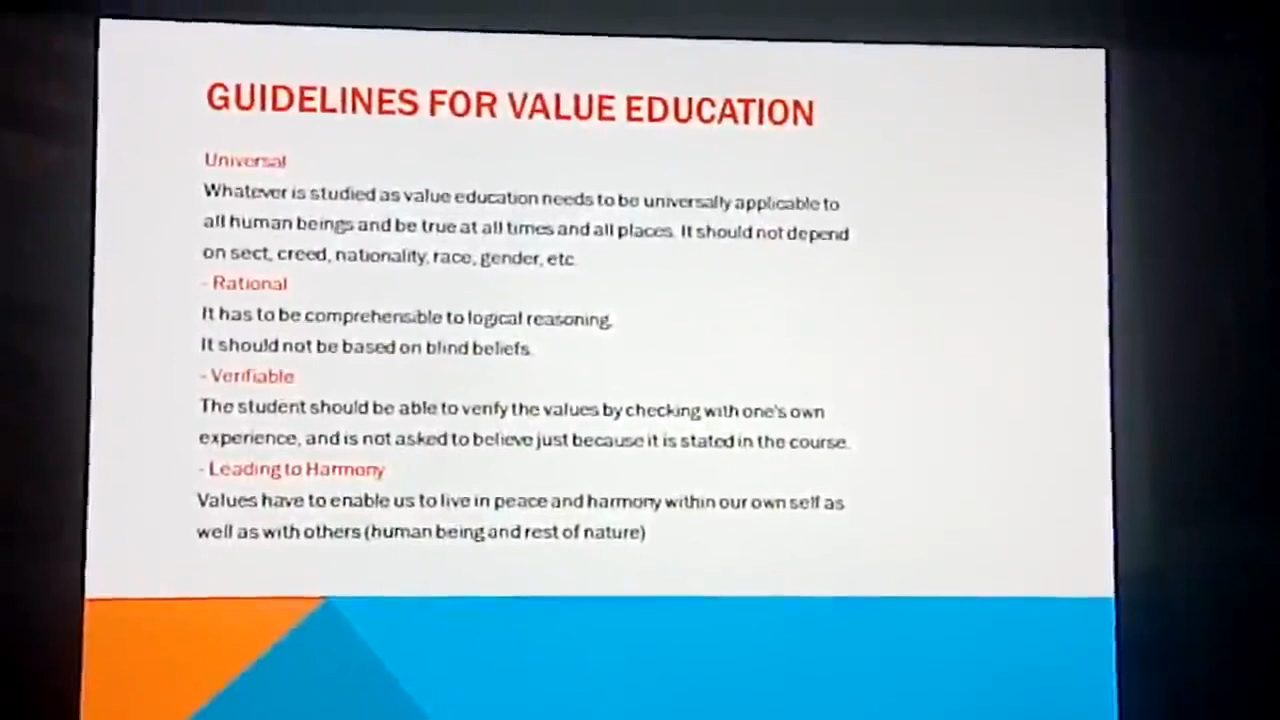 GUIDELINES FOR VALUE EDUCATION
Universal
Whatever is studied as value education needs to be universally applicable to
all human beings and be true at all times and all places. It should not depend
on sect, creed, nationality, race, gender, etc.
- Rational
It has to be comprehensible to logical reasoning.
It should not be based on blind beliefs.
- Verifiable
The student should be able to verify the values by checking with one's own
experience, and is not asked to believe just because it is stated in the course.
- Leading to Harmony
Values have to enable us to live in peace and harmony within our own self as
well as with others (human being and rest of nature)